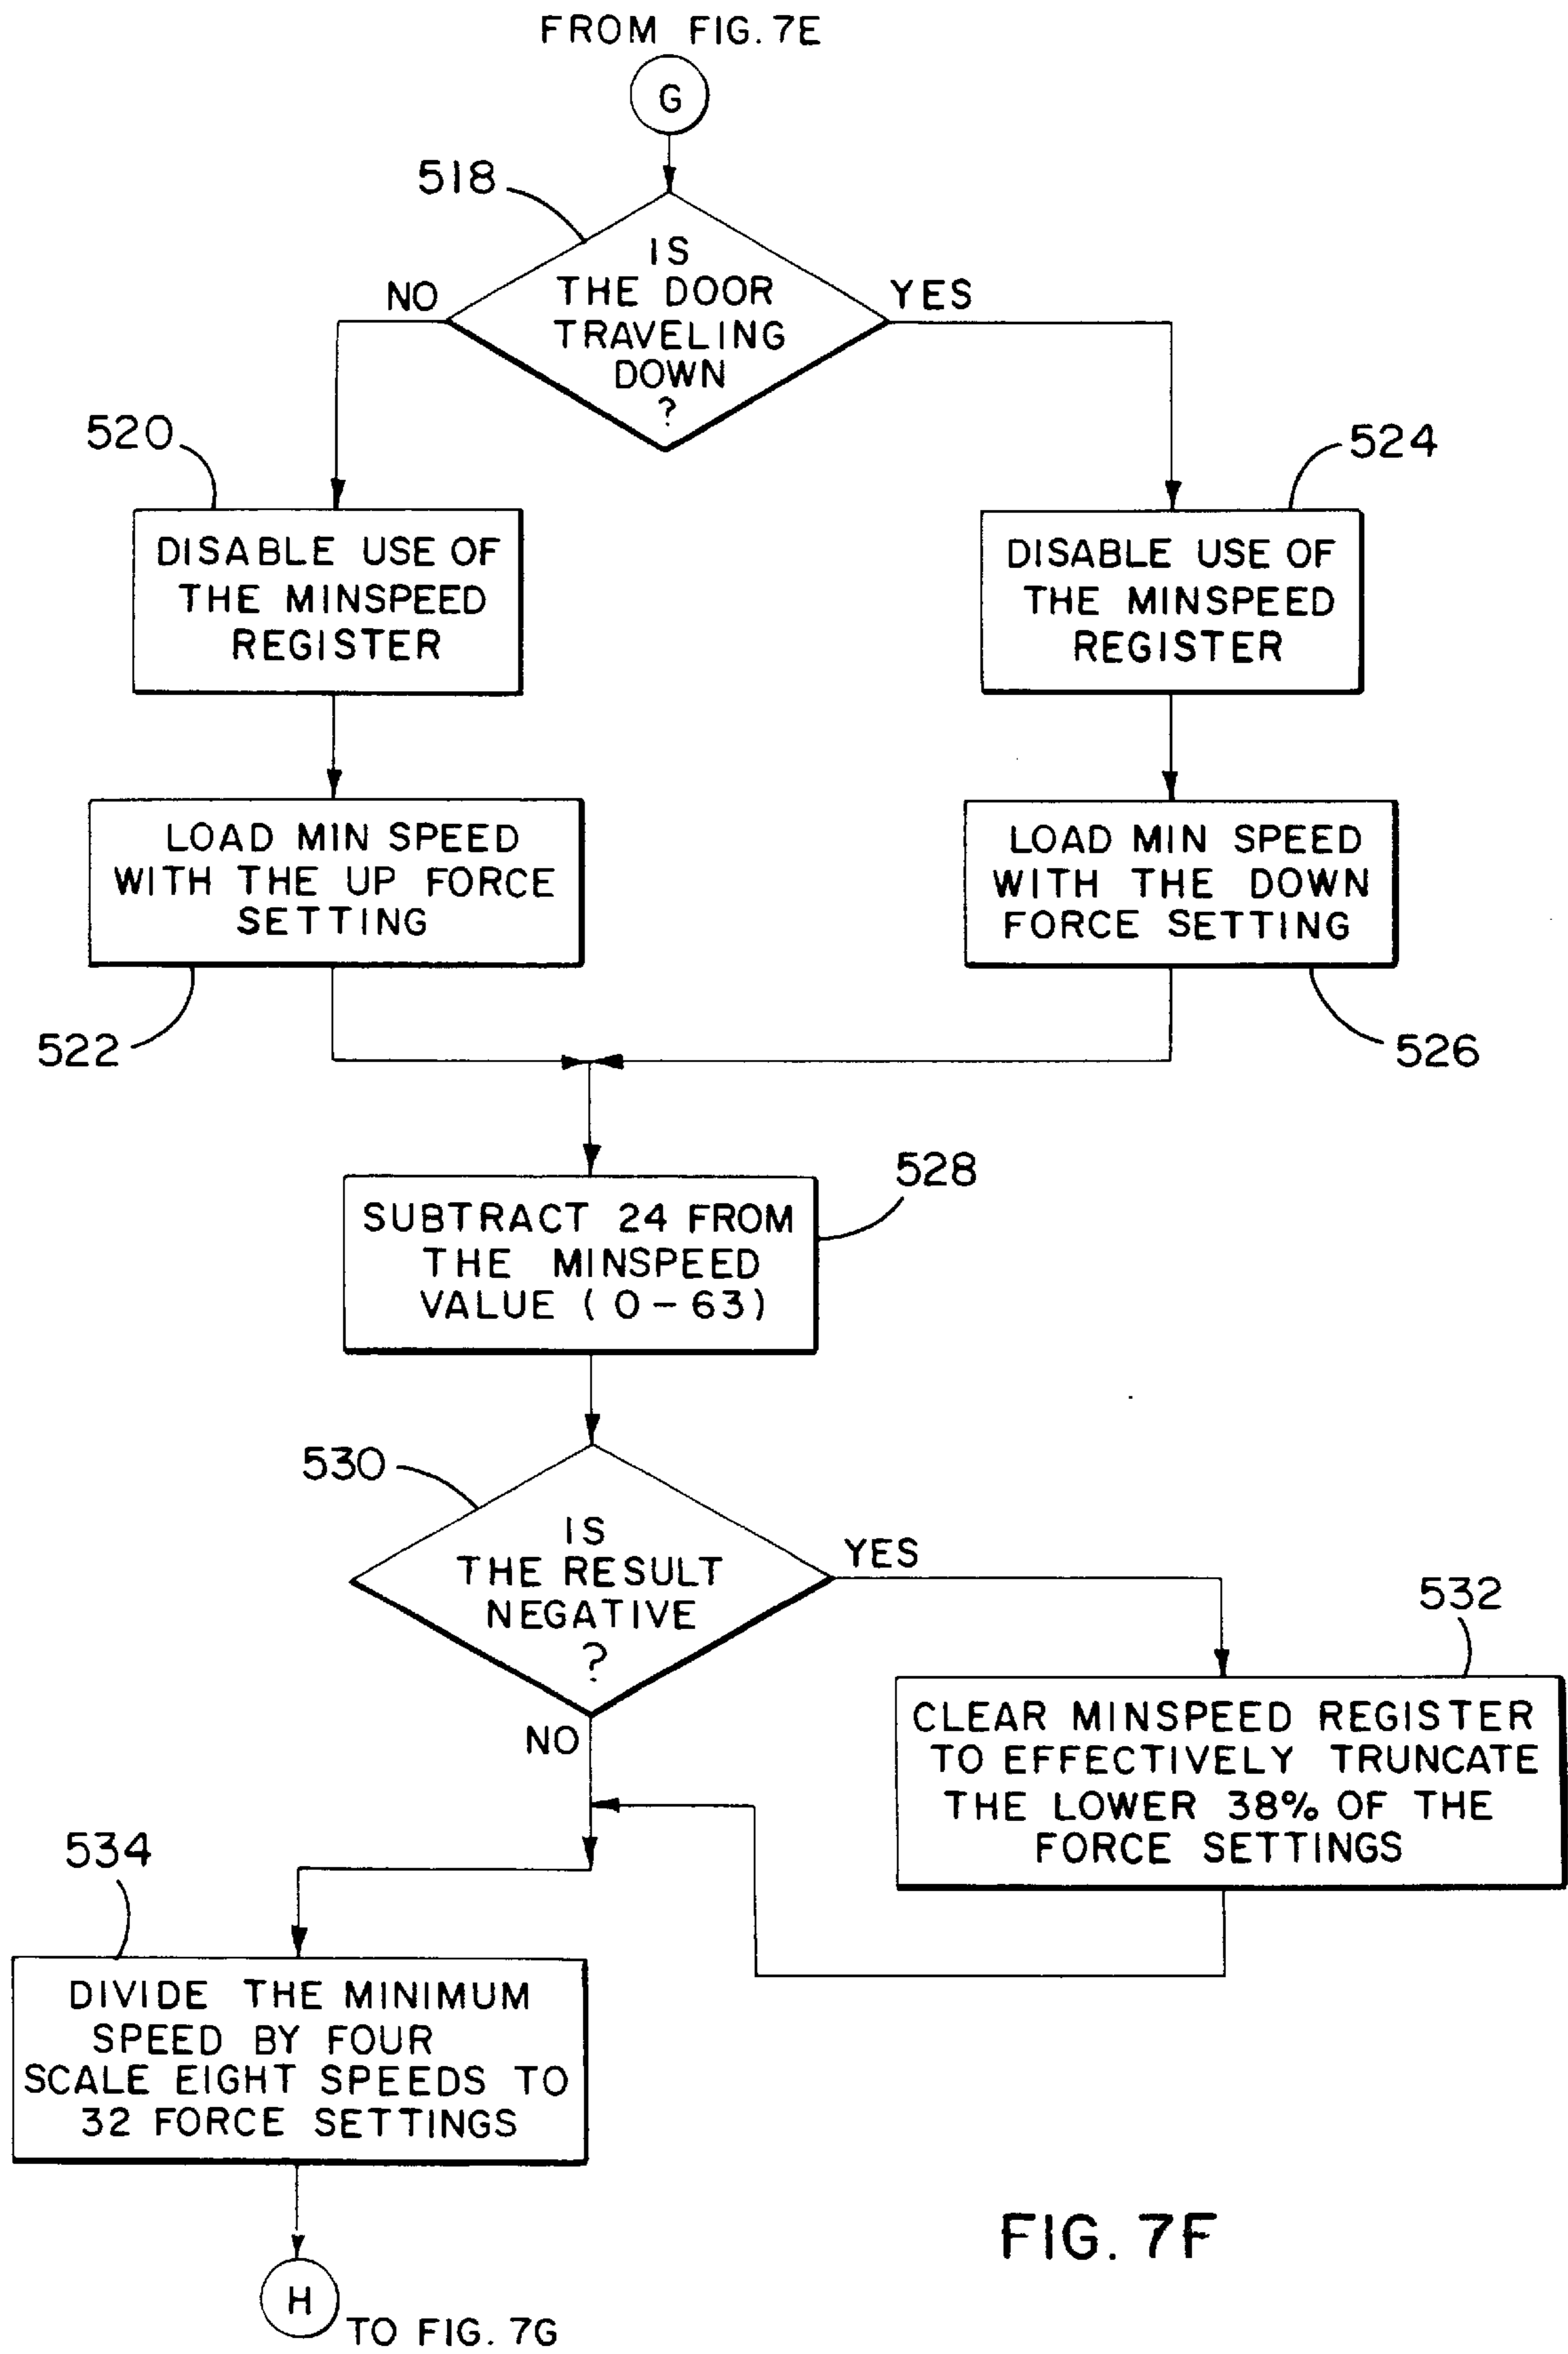 FROM FIG. 7E
G
518
IS
THE DOOR
TRAVELING
DOWN
?
NO
YES
520
524
DISABLE USE OF
THE MINSPEED
REGISTER
DISABLE USE OF
THE MINSPEED
REGISTER
LOAD MIN SPEED
WITH THE UP FORCE
SETTING
LOAD MIN SPEED
WITH THE DOWN
FORCE SETTING
522
526
528
SUBTRACT 24 FROM
THE MINSPEED
VALUE (0-63)
530
IS
THE RESULT
NEGATIVE
?
YES
NO
532
CLEAR MINSPEED REGISTER
TO EFFECTIVELY TRUNCATE
THE LOWER 38% OF THE
FORCE SETTINGS
534
DIVIDE THE MINIMUM
SPEED BY FOUR
SCALE EIGHT SPEEDS TO
32 FORCE SETTINGS
H
TO FIG. 7G
FIG. 7F